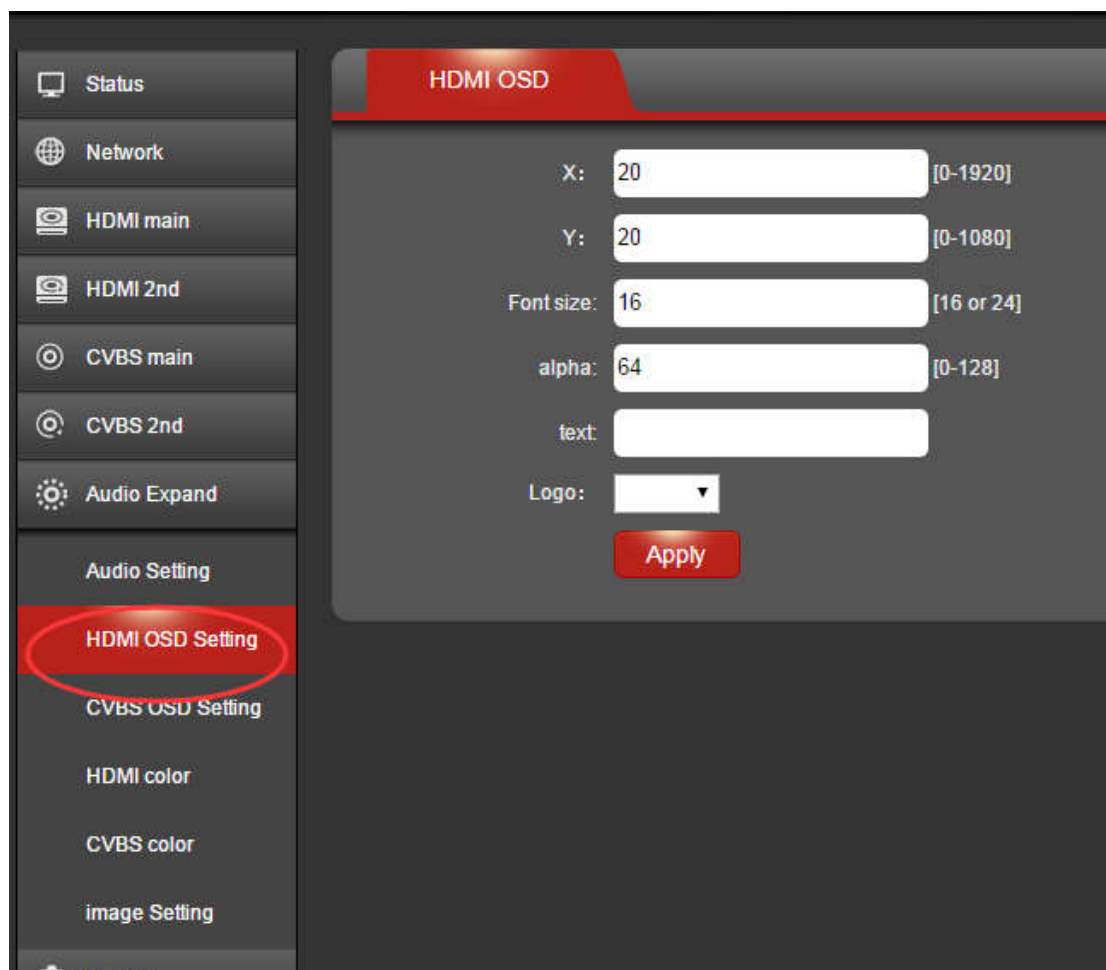 Status
Network
HDMI main
HDMI 2nd
CVBS main
CVBS 2nd
Audio Expand
Audio Setting
HDMI OSD Setting
CVBS OSD Setting
HDMI color
CVBS color
image Setting
HDMI OSD
X: 20 [0-1920]
Y: 20 [0-1080]
Font size: 16 [16 or 24]
alpha: 64 [0-128]
text:
Logo:
Apply